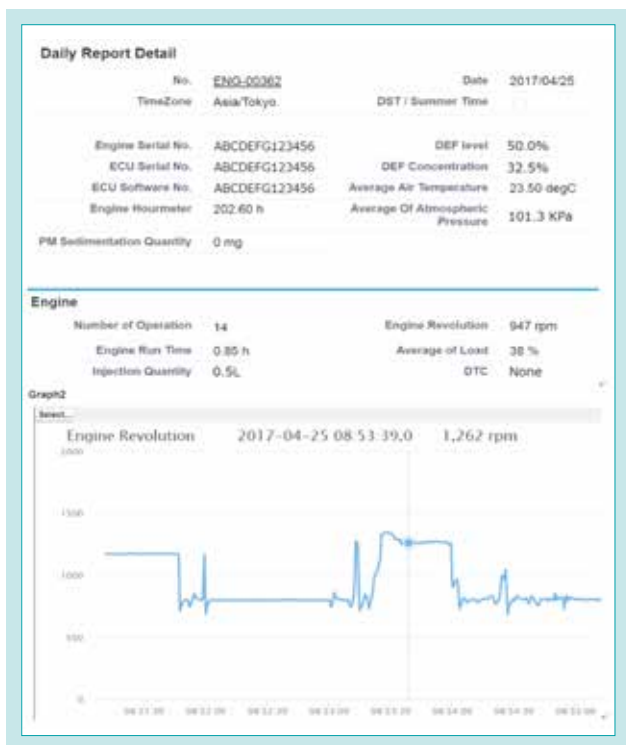 Daily Report Detail
No. ENG-00362 Date 2017/04/25
TimeZone Asia/Tokyo DST / Summer Time
Engine Serial No. ABCDEFG123456 DEF level 50.0%
ECU Serial No. ABCDEFG123456 DEF Concentration 32.5%
ECU Software No. ABCDEFG123456 Average Air Temperature 23.50 degC
Engine Hourmeter 202.60 h Average Of Atmospheric Pressure 101.3 KPa
PM Sedimentation Quantity 0 mg
Engine
Number of Operation 14 Engine Revolution 947 rpm
Engine Run Time 0.85 h Average of Load 38 %
Injection Quantity 0.5L DTC None
Graph2
Select...
Engine Revolution 2017-04-25 08:53:39.0 1,262 rpm
2000
1500
1000
500
0